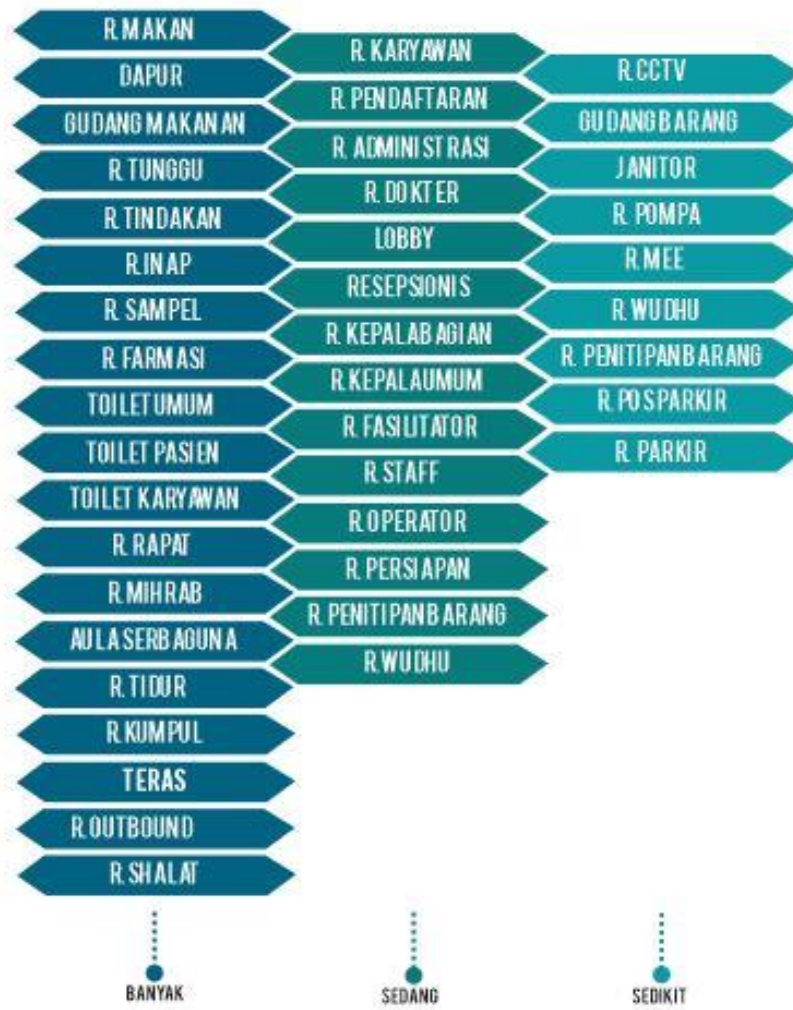 R. MAKAN
DAPUR
GUDANG MAKANAN
R. TUNGGU
R. TINDAKAN
R. INAP
R. SAMPEL
R. FARMASI
TOILET UMUM
TOILET PASIEN
TOILET KARYAWAN
R. RAPAT
R. MIHRAB
AULA SERBAGUNA
R. TIDUR
R. KUMPUL
TERAS
R. OUTBOUND
R. SHALAT
BANYAK
R. KARYAWAN
R. PENDAFTARAN
R. ADMINISTRASI
R. DOKTER
LOBBY
RESEPSIONIS
R. KEPALA BAGIAN
R. KEPALA UMUM
R. FASILITATOR
R. STAFF
R. OPERATOR
R. PERSIAPAN
R. PENITIPAN BARANG
R. WUDHU
SEDANG
R. CCTV
GUDANG BARANG
JANITOR
R. POMPA
R. MEE
R. WUDHU
R. PENITIPAN BARANG
R. POS PARKIR
R. PARKIR
SEDIKIT